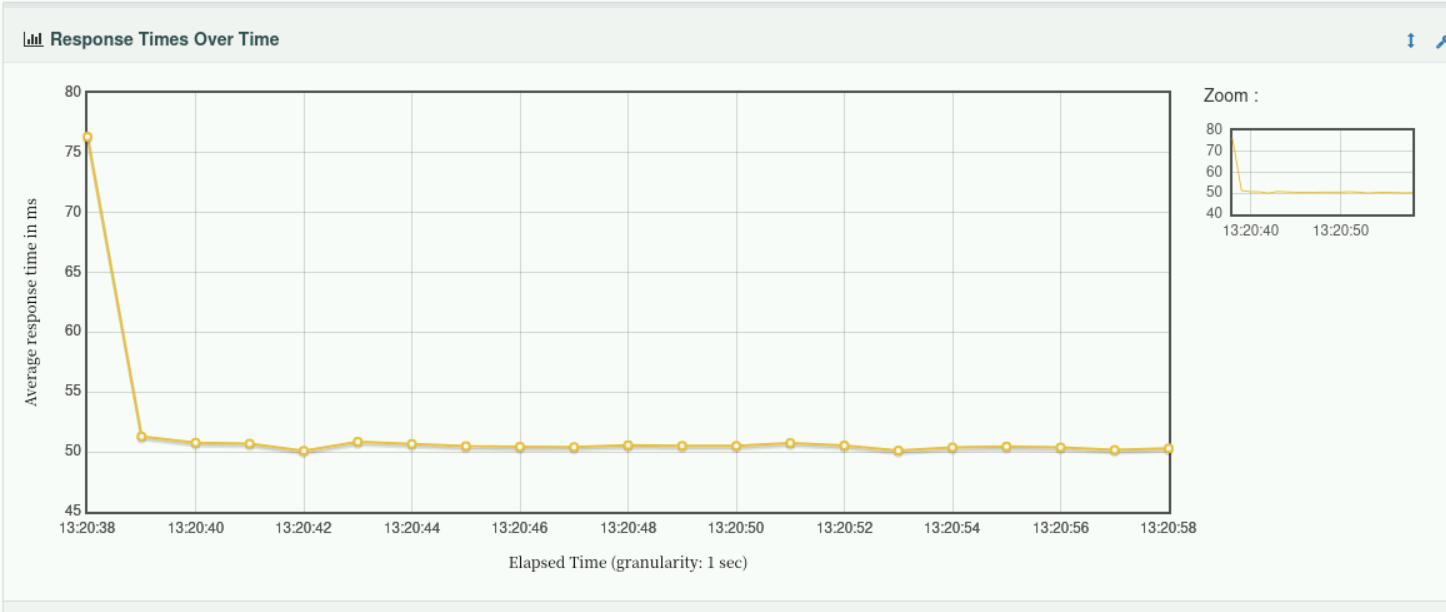 Response Times Over Time
80
75
70
65
60
55
50
45
Average response time in ms
13:20:38 13:20:40 13:20:42 13:20:44 13:20:46 13:20:48 13:20:50 13:20:52 13:20:54 13:20:56 13:20:58
Elapsed Time (granularity: 1 sec)
Zoom :
80
70
60
50
40
13:20:40 13:20:50